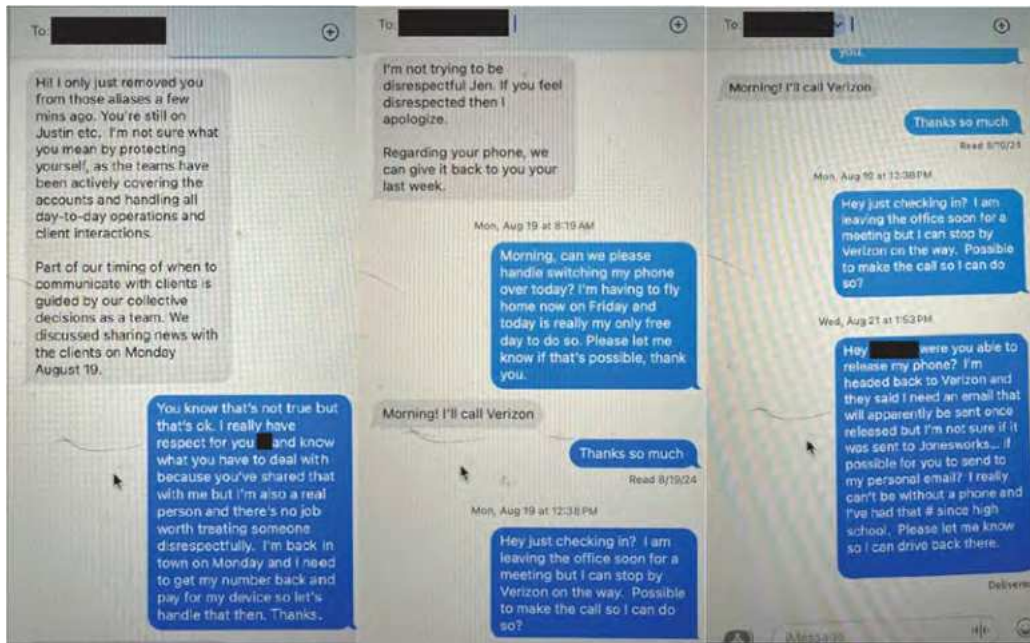 To:
Hi! I only just removed you
from those aliases a few
mins ago. You're still on
Justin etc. I'm not sure what
you mean by protecting
yourself, as the teams have
been actively covering the
accounts and handling all
day-to-day operations and
client interactions.
Part of our timing of when to
communicate with clients is
guided by our collective
decisions as a team. We
discussed sharing news with
the clients on Monday
August 19.
You know that's not true but
that's ok. I really have
respect for you and know
what you have to deal with
because you've shared that
with me but I'm also a real
person and there's no job
worth treating someone
disrespectfully. I'm back in
town on Monday and I need
to get my number back and
pay for my device so let's
handle that then. Thanks.
To:
I'm not trying to be
disrespectful Jen. If you feel
disrespected then I
apologize.
Regarding your phone, we
can give it back to you your
last week.
Mon, Aug 19 at 8:19 AM
Morning, can we please
handle switching my phone
over today? I'm having to fly
home now on Friday and
today is really my only free
day to do so. Please let me
know if that's possible, thank
you.
Morning! I'll call Verizon
Thanks so much
Read 8/19/24
Mon, Aug 19 at 12:38 PM
Hey just checking in? I am
leaving the office soon for a
meeting but I can stop by
Verizon on the way. Possible
to make the call so I can do
so?
To:
you.
Morning! I'll call Verizon
Thanks so much
Read 8/19/24
Mon, Aug 19 at 12:38 PM
Hey just checking in? I am
leaving the office soon for a
meeting but I can stop by
Verizon on the way. Possible
to make the call so I can do
so?
Wed, Aug 21 at 1:53 PM
Hey were you able to
release my phone? I'm
headed back to Verizon and
they said I need an email that
will apparently be sent once
released but I'm not sure if it
was sent to Jonesworks... if
possible for you to send to
my personal email? I really
can't be without a phone and
I've had that # since high
school. Please let me know
so I can drive back there.
Delivered
iMessage